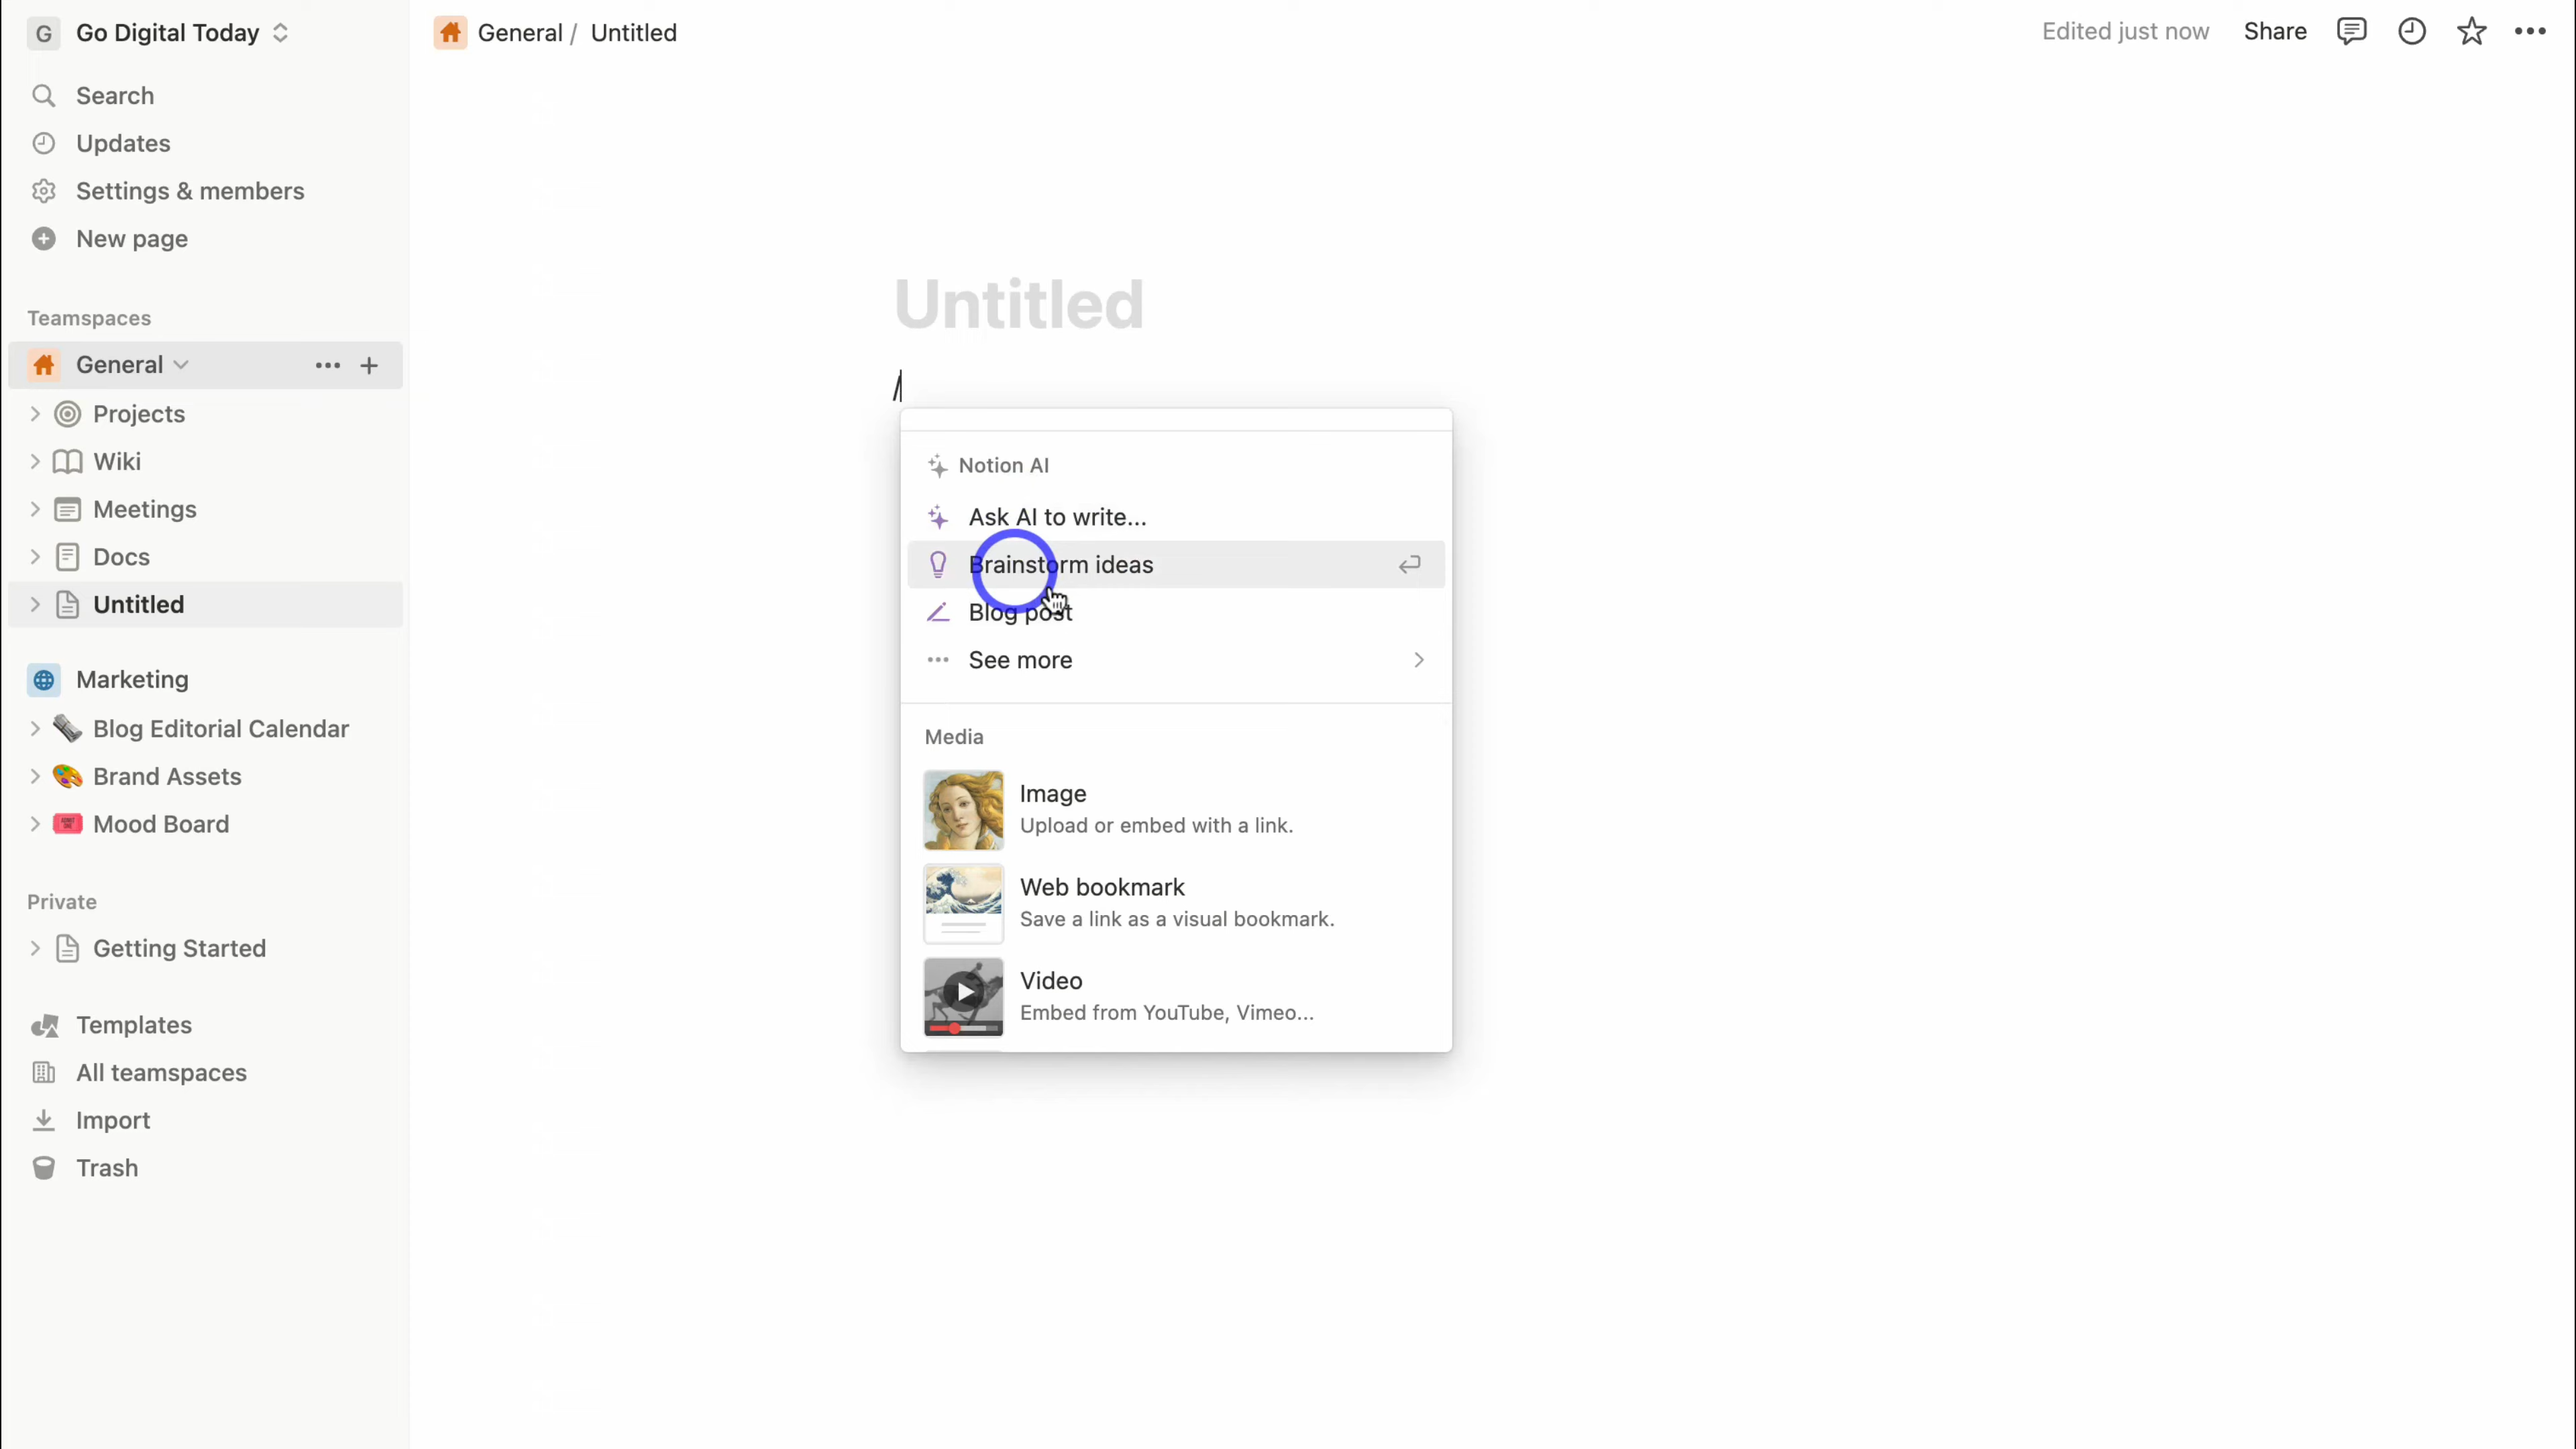 G Go Digital Today
Search
Updates
Settings & members
New page
Teamspaces
General
Projects
Wiki
Meetings
Docs
Untitled
Marketing
Blog Editorial Calendar
Brand Assets
Mood Board
Private
Getting Started
Templates
All teamspaces
Import
Trash
General / Untitled
Edited just now Share
Untitled
/
Notion AI
Ask AI to write...
Brainstorm ideas
Blog post
See more
Media
Image
Upload or embed with a link.
Web bookmark
Save a link as a visual bookmark.
Video
Embed from YouTube, Vimeo...